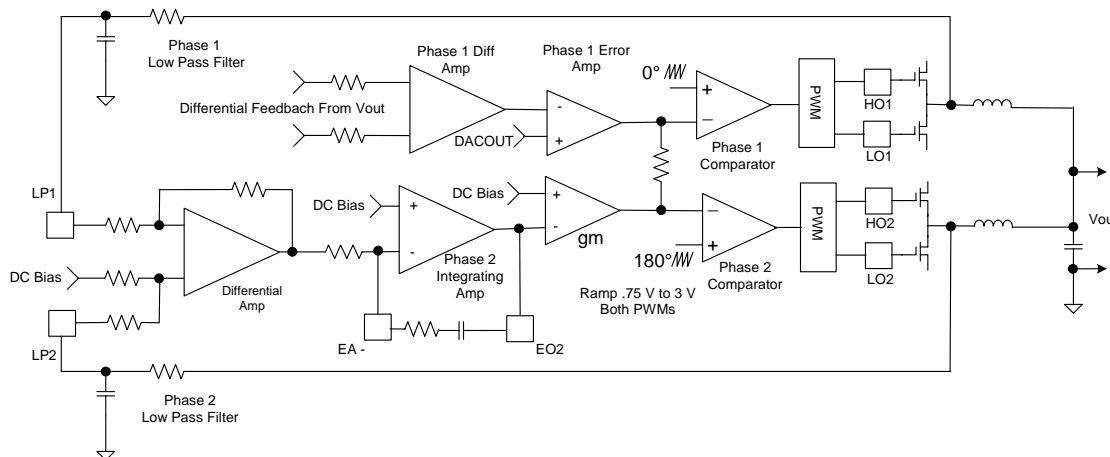 Phase 1
Low Pass Filter
Phase 1 Diff
Amp
Phase 1 Error
Amp
0°
Differential Feedbach From Vout
DACOUT
Phase 1
Comparator
PWM
HO1
LO1
LP1
DC Bias
DC Bias
DC Bias
gm
Differential
Amp
Phase 2
Integrating
Amp
180°
Ramp .75 V to 3 V
Both PWMs
Phase 2
Comparator
PWM
HO2
LO2
Vou
LP2
EA -
EO2
Phase 2
Low Pass Filter